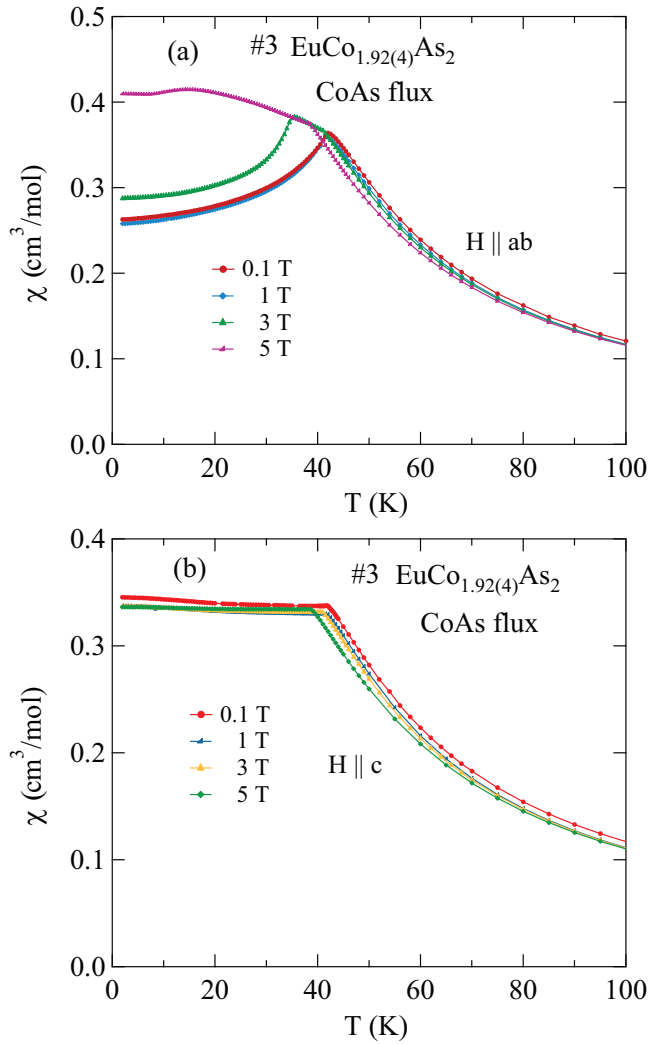 0.5
(a)
#3 EuCo1.92(4)As2
CoAs flux
0.4
0.3
χ (cm³/mol)
H || ab
0.1 T
1 T
3 T
5 T
0.2
0.1
0.0
0 20 40 60 80 100
T (K)
0.4
(b)
#3 EuCo1.92(4)As2
CoAs flux
0.3
χ (cm³/mol)
0.1 T
1 T
3 T
5 T
H || c
0.2
0.1
0.0
0 20 40 60 80 100
T (K)